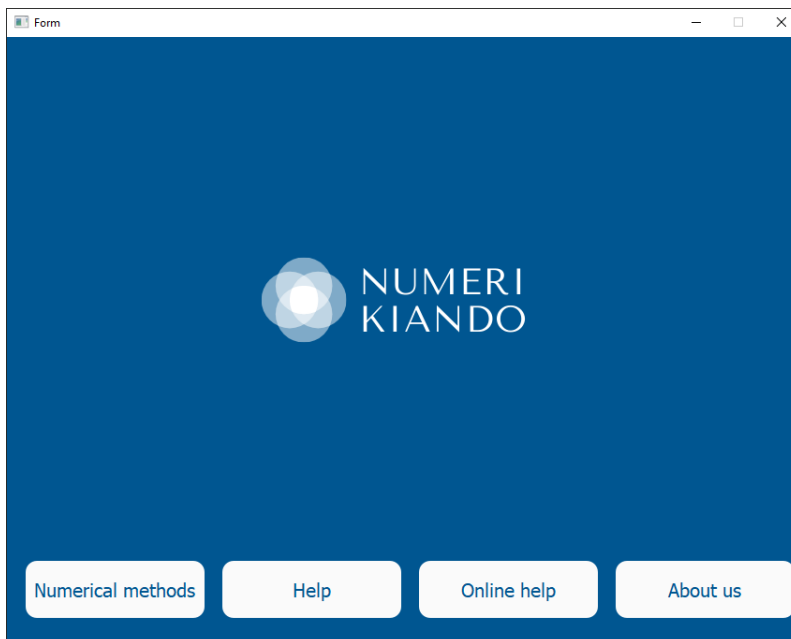 Form
NUMERI
KIANDO
Numerical methods
Help
Online help
About us